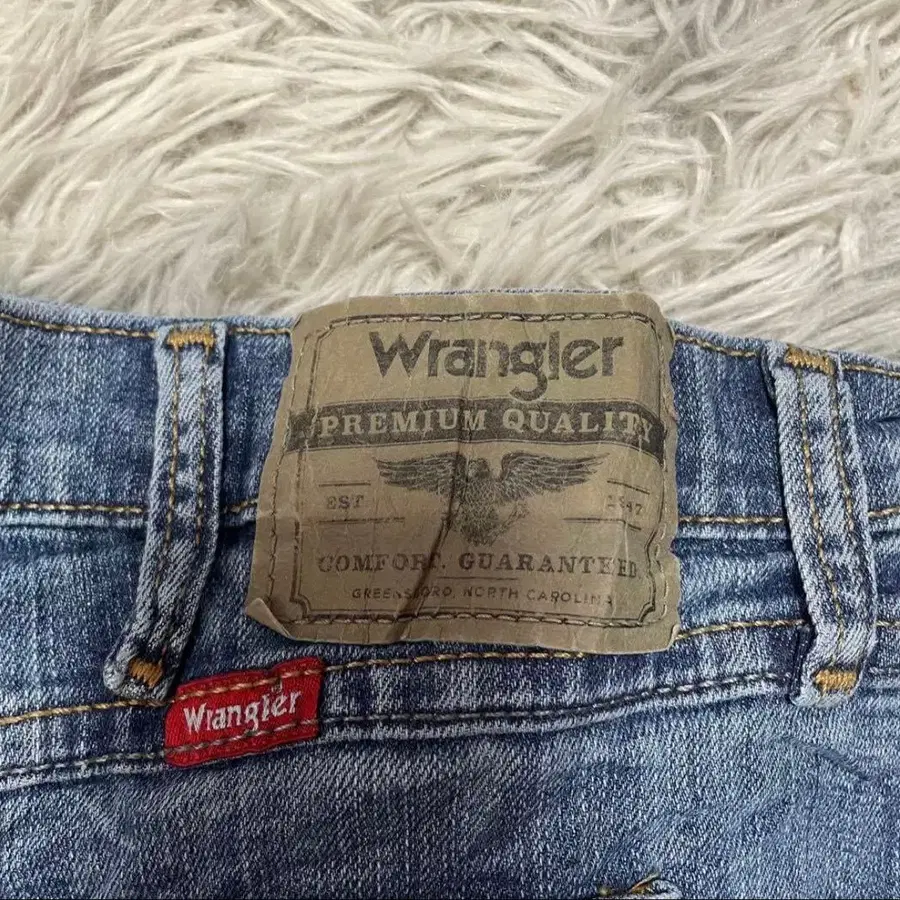 Wrangler
PREMIUM QUALITY
EST 1947
COMFORT GUARANTEED
GREENSBORO, NORTH CAROLINA
Wrangler